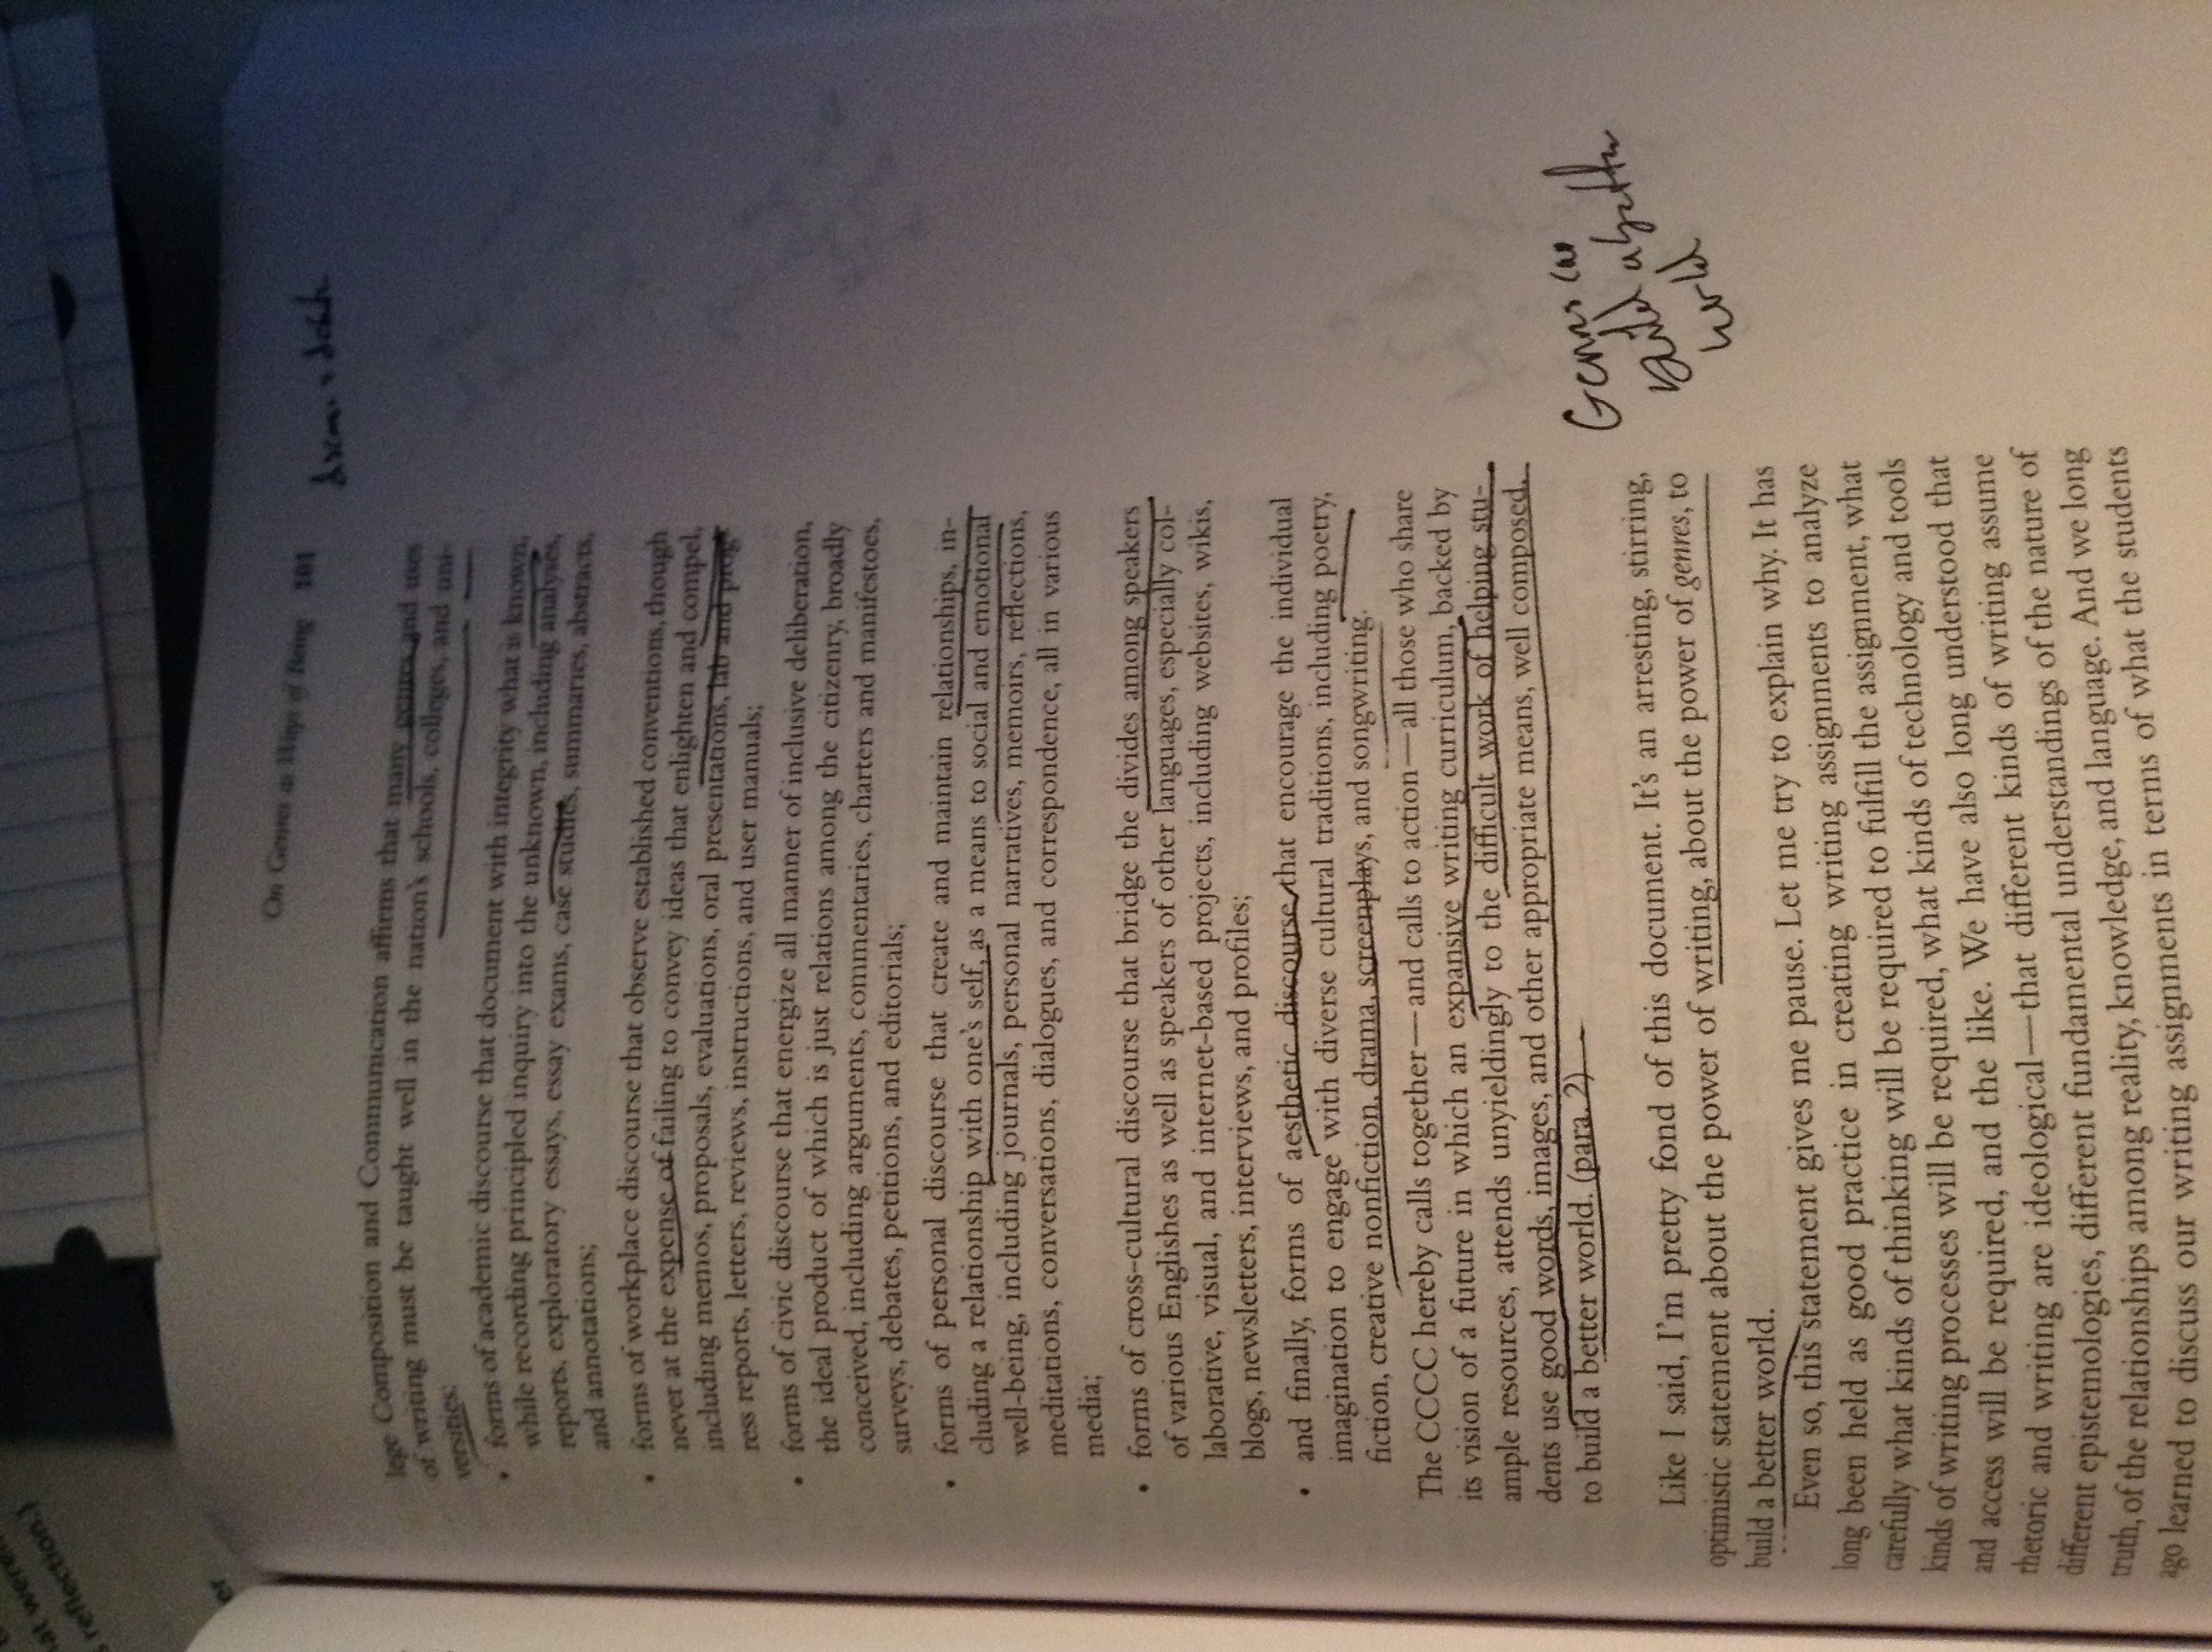 On Genres as Ways of Being 101
lege Composition and Communication affirms that many genres and uses
of writing must be taught well in the nation's schools, colleges, and uni-
versities:
• forms of academic discourse that document with integrity what is known,
while recording principled inquiry into the unknown, including analyses,
reports, exploratory essays, essay exams, case studies, summaries, abstracts,
and annotations;
• forms of workplace discourse that observe established conventions, though
never at the expense of failing to convey ideas that enlighten and compel,
including memos, proposals, evaluations, oral presentations, lab and prog-
ress reports, letters, reviews, instructions, and user manuals;
• forms of civic discourse that energize all manner of inclusive deliberation,
the ideal product of which is just relations among the citizenry, broadly
conceived, including arguments, commentaries, charters and manifestoes,
surveys, debates, petitions, and editorials;
• forms of personal discourse that create and maintain relationships, in-
cluding a relationship with one's self, as a means to social and emotional
well-being, including journals, personal narratives, memoirs, reflections,
meditations, conversations, dialogues, and correspondence, all in various
media;
• forms of cross-cultural discourse that bridge the divides among speakers
of various Englishes as well as speakers of other languages, especially col-
laborative, visual, and internet-based projects, including websites, wikis,
blogs, newsletters, interviews, and profiles;
• and finally, forms of aesthetic discourse that encourage the individual
imagination to engage with diverse cultural traditions, including poetry,
fiction, creative nonfiction, drama, screenplays, and songwriting.
The CCCC hereby calls together—and calls to action—all those who share
its vision of a future in which an expansive writing curriculum, backed by
ample resources, attends unyieldingly to the difficult work of helping stu-
dents use good words, images, and other appropriate means, well composed,
to build a better world. (para. 2)
Like I said, I'm pretty fond of this document. It's an arresting, stirring,
optimistic statement about the power of writing, about the power of genres, to
build a better world.
Even so, this statement gives me pause. Let me try to explain why. It has
long been held as good practice in creating writing assignments to analyze
carefully what kinds of thinking will be required to fulfill the assignment, what
kinds of writing processes will be required, what kinds of technology and tools
and access will be required, and the like. We have also long understood that
rhetoric and writing are ideological—that different kinds of writing assume
different epistemologies, different fundamental understandings of the nature of
truth, of the relationships among reality, knowledge, and language. And we long
ago learned to discuss our writing assignments in terms of what the students
Genres can
build a better
world
er
at were
s reflection.)